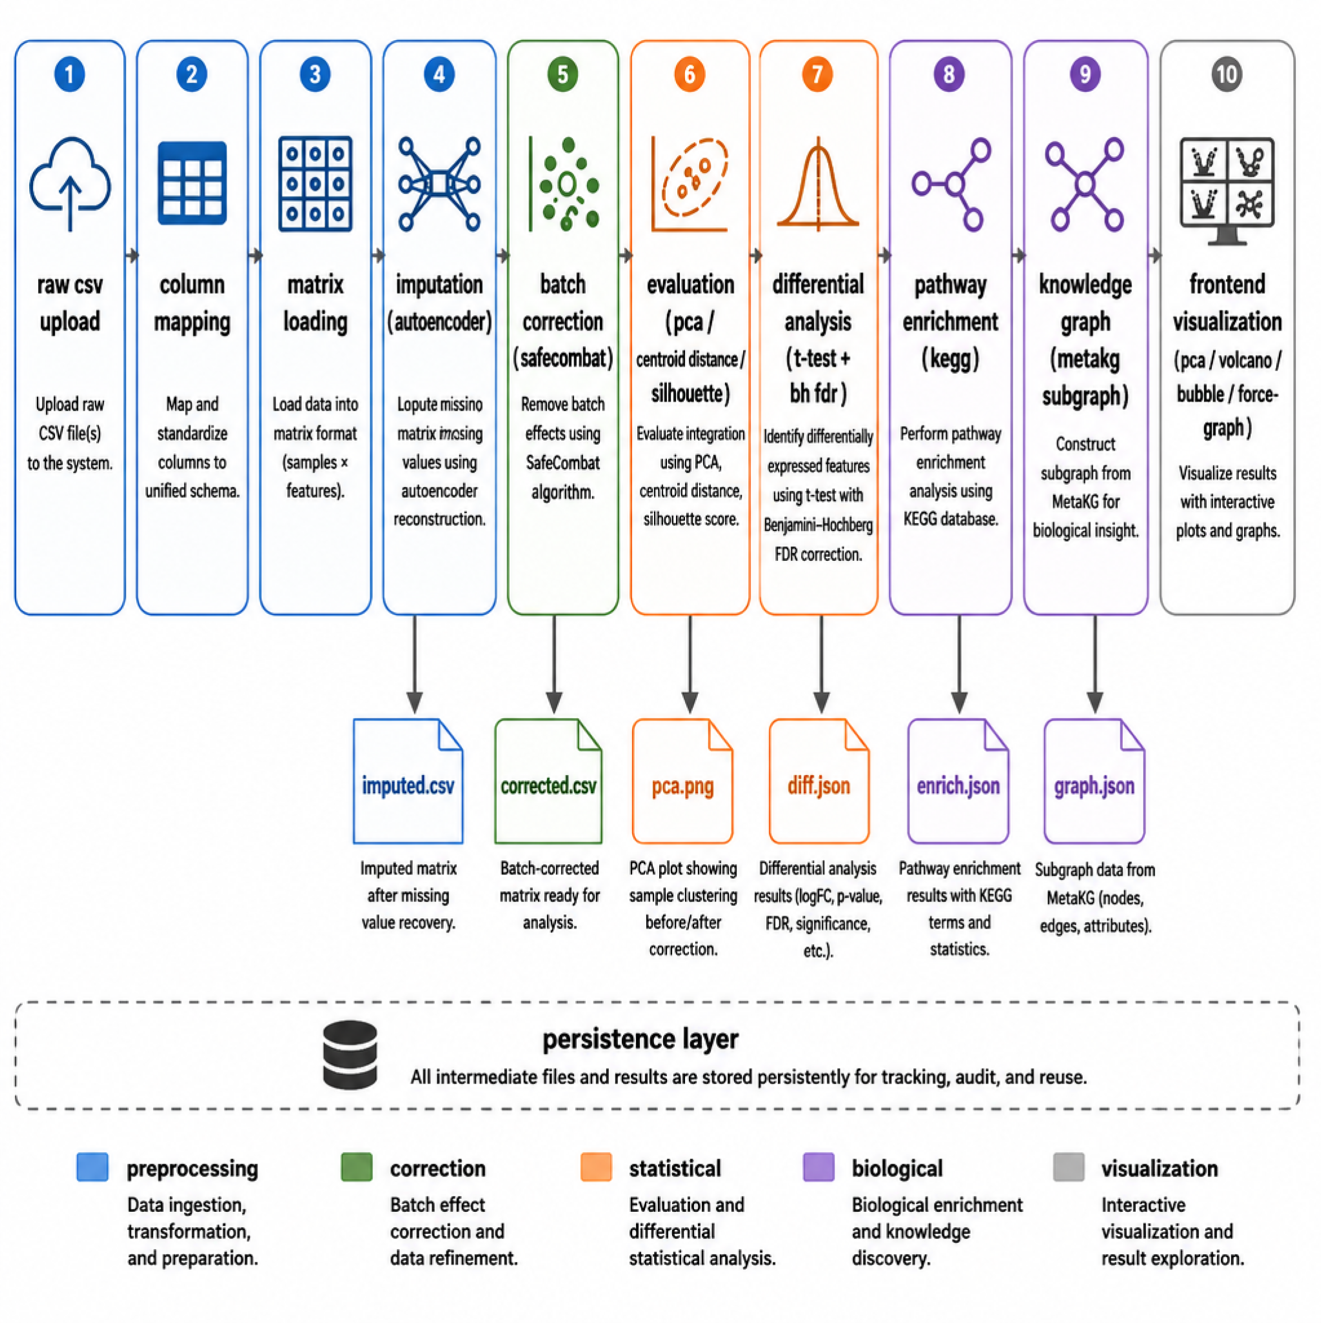 1
raw csv
upload
Upload raw
CSV file(s)
to the system.
2
column
mapping
Map and
standardize
columns to
unified schema.
3
matrix
loading
Load data into
matrix format
(samples ×
features).
4
imputation
(autoencoder)
Lopute missing
matrix imosing
values using
autoencoder
reconstruction.
5
batch
correction
(safecombat)
Remove batch
effects using
SafeCombat
algorithm.
6
evaluation
(pca /
centroid distance/
silhouette)
Evaluate integration
using PCA,
centroid distance,
silhouette score.
7
differential
analysis
(t-test +
bh fdr)
Identify differentially
expressed features
using t-test with
Benjamini–Hochberg
FDR correction.
8
pathway
enrichment
(kegg)
Perform pathway
enrichment
analysis using
KEGG database.
9
knowledge
graph
(metakg
subgraph)
Construct
subgraph from
MetaKG for
biological insight.
10
frontend
visualization
(pca / volcano /
bubble / force-
graph)
Visualize results
with interactive
plots and graphs.
imputed.csv
Imputed matrix
after missing
value recovery.
corrected.csv
Batch-corrected
matrix ready for
analysis.
pca.png
PCA plot showing
sample clustering
before/after
correction.
diff.json
Differential analysis
results (logFC, p-value,
FDR, significance,
etc.).
enrich.json
Pathway enrichment
results with KEGG
terms and
statistics.
graph.json
Subgraph data from
MetaKG (nodes,
edges, attributes).
persistence layer
All intermediate files and results are stored persistently for tracking, audit, and reuse.
preprocessing
Data ingestion,
transformation,
and preparation.
correction
Batch effect
correction and
data refinement.
statistical
Evaluation and
differential
statistical analysis.
biological
Biological enrichment
and knowledge
discovery.
visualization
Interactive
visualization and
result exploration.